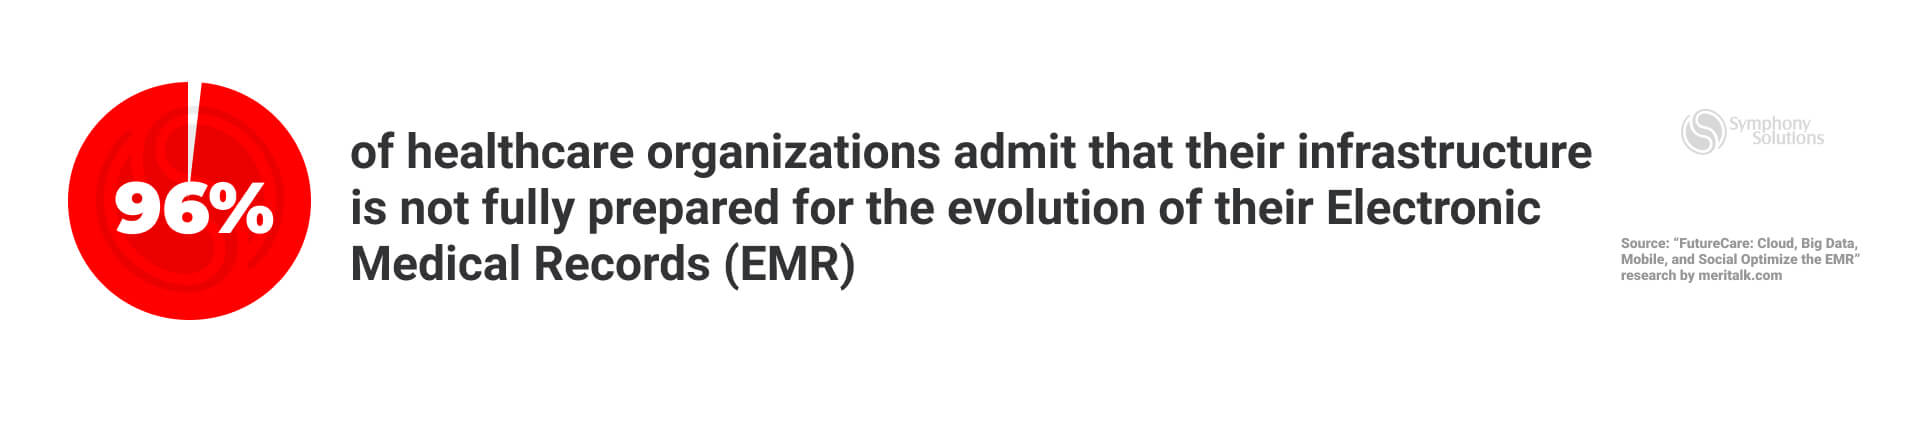 96%
of healthcare organizations admit that their infrastructure
is not fully prepared for the evolution of their Electronic
Medical Records (EMR)
Symphony
Solutions
Source: “FutureCare: Cloud, Big Data,
Mobile, and Social Optimize the EMR”
research by meritalk.com